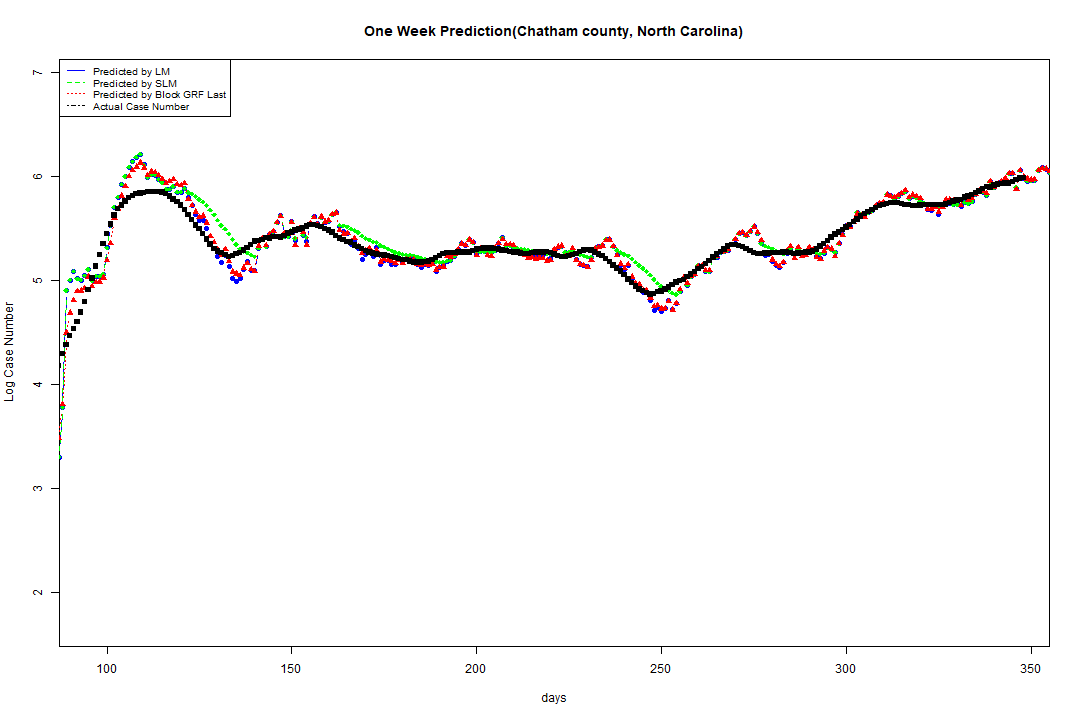 One Week Prediction(Chatham county, North Carolina)
Predicted by LM
Predicted by SLM
Predicted by Block GRF Last
Actual Case Number
7
6
5
4
3
2
Log Case Number
100 150 200 250 300 350
days